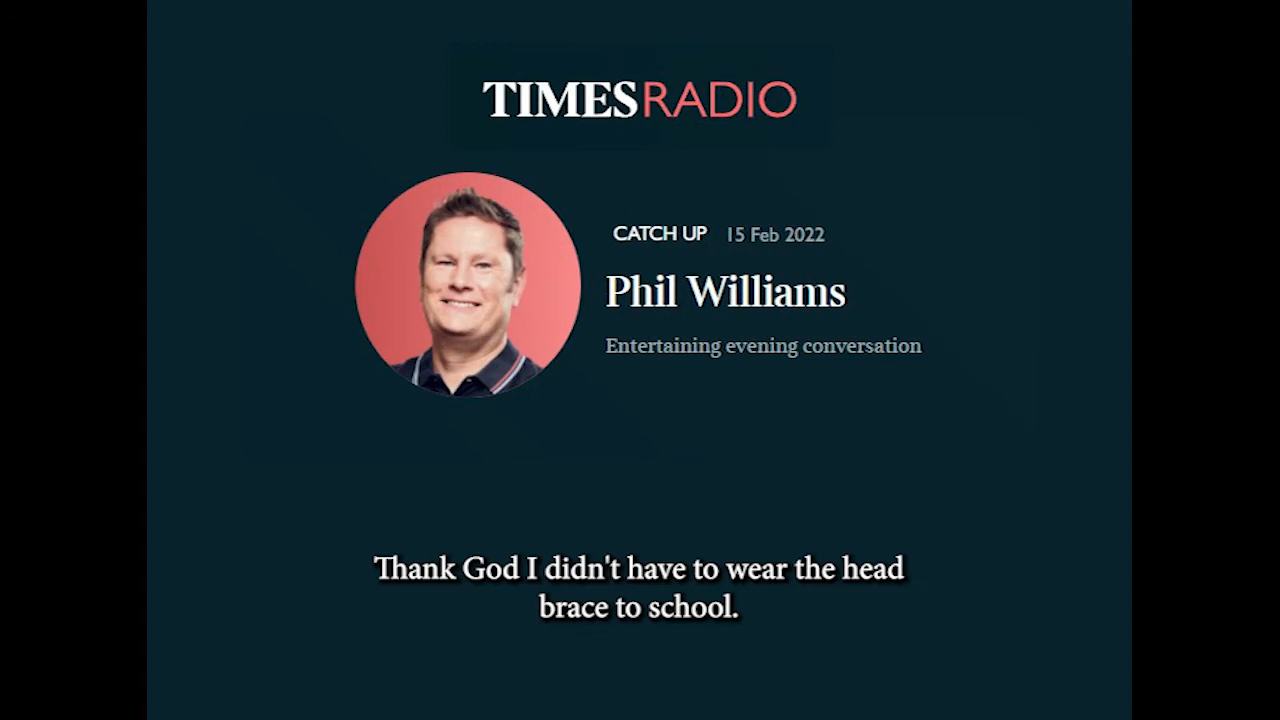 TIMESRADIO
CATCH UP 15 Feb 2022
Phil Williams
Entertaining evening conversation
Thank God I didn't have to wear the head
brace to school.